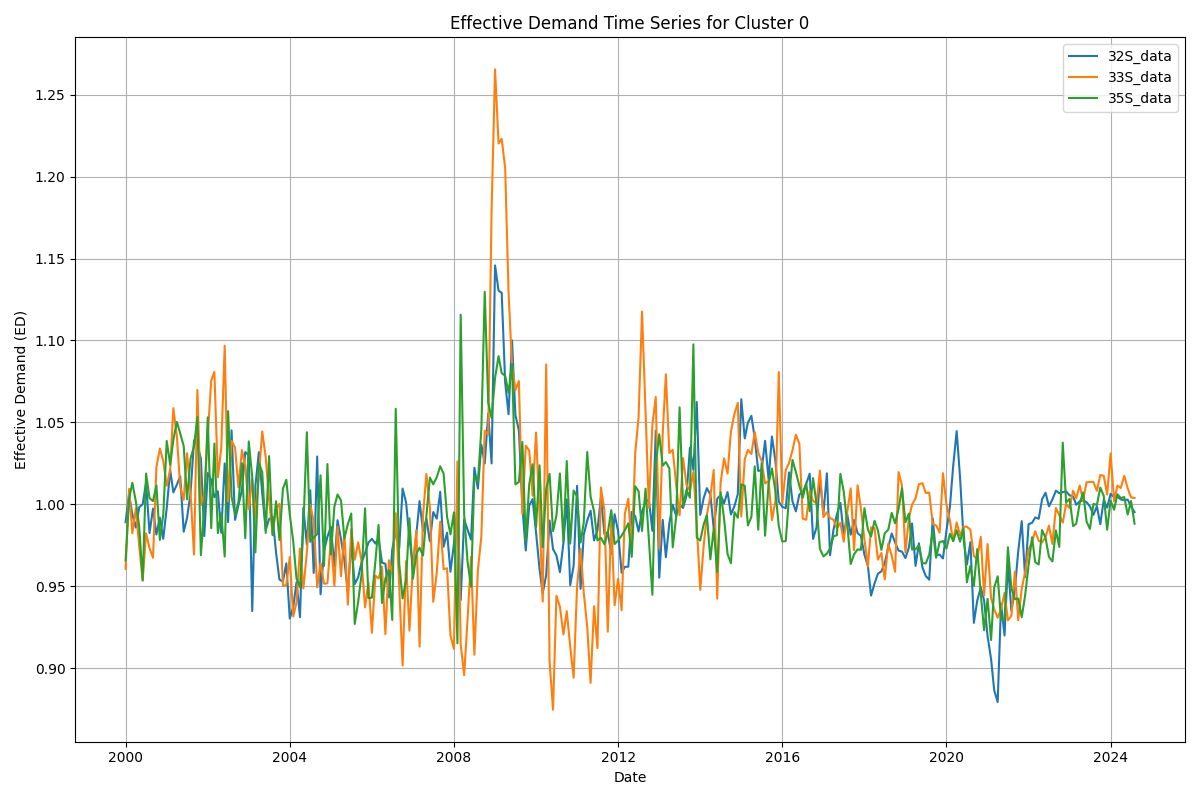 Effective Demand Time Series for Cluster 0
32S_data
33S_data
35S_data
Effective Demand (ED)
1.25
1.20
1.15
1.10
1.05
1.00
0.95
0.90
2000
2004
2008
2012
2016
2020
2024
Date